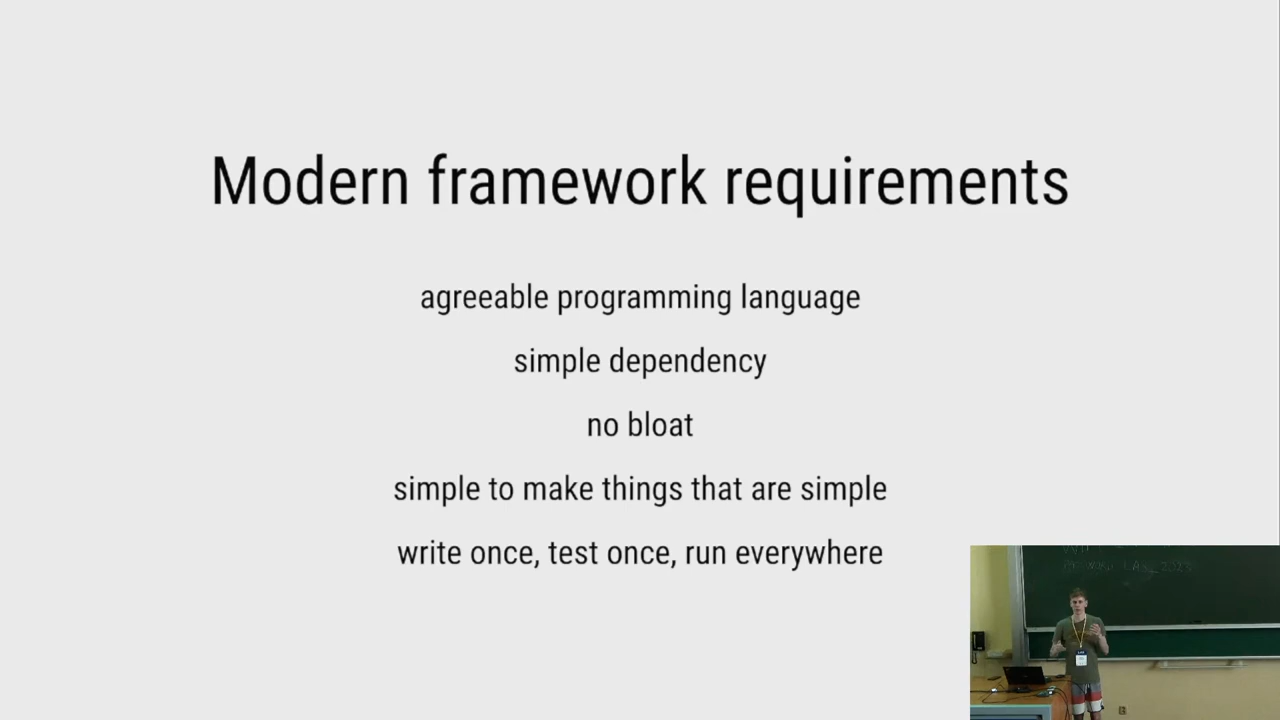 Modern framework requirements
agreeable programming language
simple dependency
no bloat
simple to make things that are simple
write once, test once, run everywhere